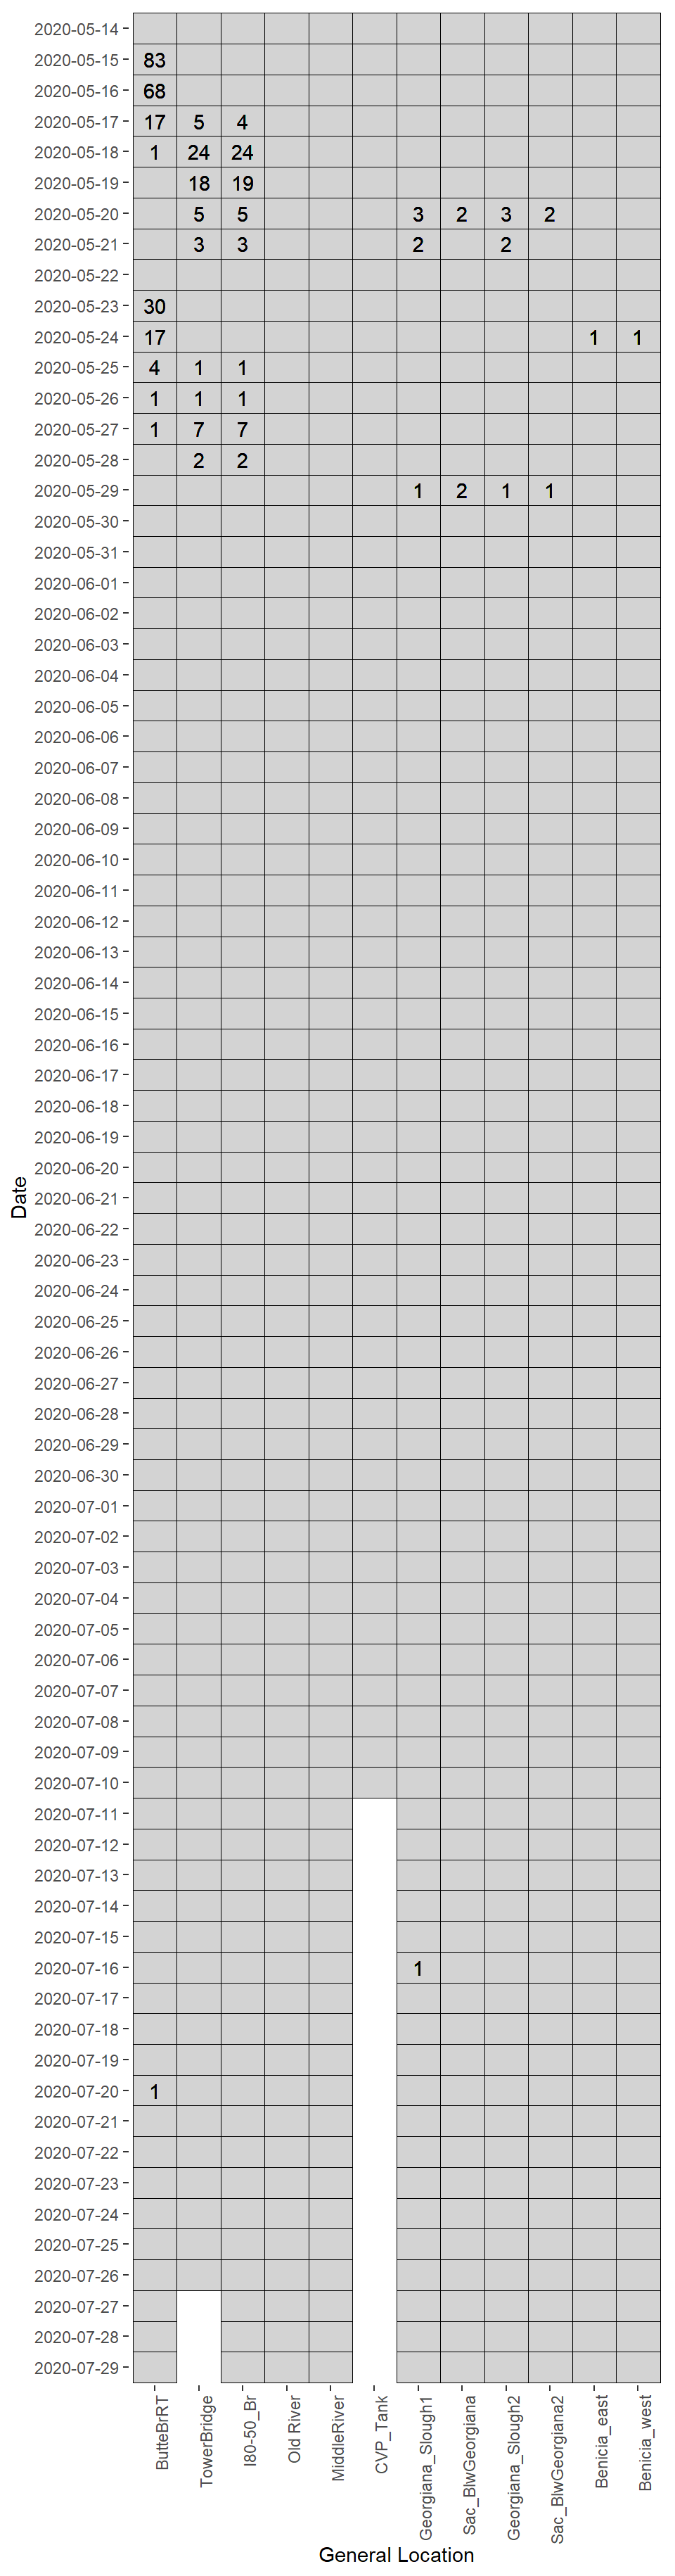 2020-05-14
2020-05-15 83
2020-05-16 68
2020-05-17 17 5 4
2020-05-18 1 24 24
2020-05-19 18 19
2020-05-20 5 5 3 2 3 2
2020-05-21 3 3 2 2
2020-05-22
2020-05-23 30
2020-05-24 17 1 1
2020-05-25 4 1 1
2020-05-26 1 1 1
2020-05-27 1 7 7
2020-05-28 2 2
2020-05-29 1 2 1 1
2020-05-30
2020-05-31
2020-06-01
2020-06-02
2020-06-03
2020-06-04
2020-06-05
2020-06-06
2020-06-07
2020-06-08
2020-06-09
2020-06-10
2020-06-11
2020-06-12
2020-06-13
2020-06-14
2020-06-15
2020-06-16
2020-06-17
2020-06-18
2020-06-19
2020-06-20
2020-06-21
2020-06-22
2020-06-23
2020-06-24
2020-06-25
2020-06-26
2020-06-27
2020-06-28
2020-06-29
2020-06-30
2020-07-01
2020-07-02
2020-07-03
2020-07-04
2020-07-05
2020-07-06
2020-07-07
2020-07-08
2020-07-09
2020-07-10
2020-07-11
2020-07-12
2020-07-13
2020-07-14
2020-07-15
2020-07-16 1
2020-07-17
2020-07-18
2020-07-19
2020-07-20 1
2020-07-21
2020-07-22
2020-07-23
2020-07-24
2020-07-25
2020-07-26
2020-07-27
2020-07-28
2020-07-29
Date
ButteBrRT
TowerBridge
I80-50_Br
Old River
MiddleRiver
CVP_Tank
Georgiana_Slough1
Sac_BlwGeorgiana
Georgiana_Slough2
Sac_BlwGeorgiana2
Benicia_east
Benicia_west
General Location